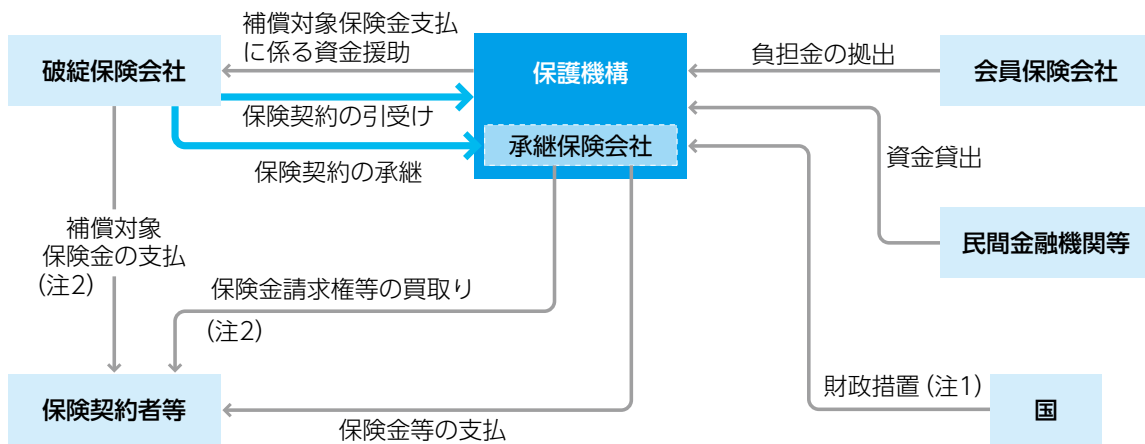 補償対象保険金支払
に係る資金援助
破綻保険会社
保護機構
負担金の拠出
会員保険会社
保険契約の引受け
承継保険会社
保険契約の承継
資金貸出
補償対象
保険金の支払
(注2)
民間金融機関等
保険金請求権等の買取り
(注2)
財政措置(注1)
保険契約者等
国
保険金等の支払